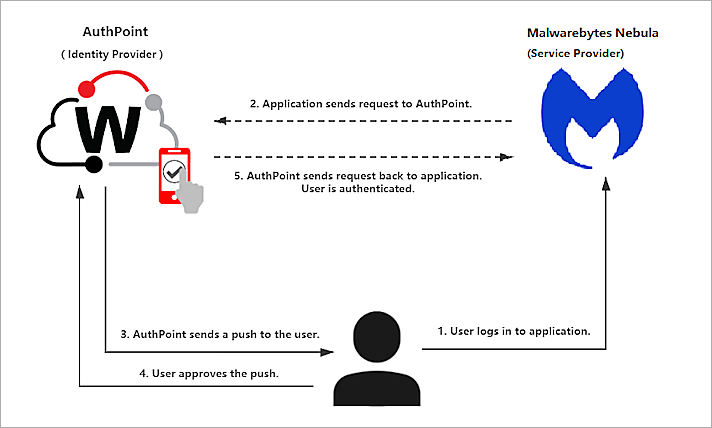 AuthPoint
( Identity Provider )
Malwarebytes Nebula
(Service Provider)
W
2. Application sends request to AuthPoint.
5. AuthPoint sends request back to application.
User is authenticated.
3. AuthPoint sends a push to the user.
1. User logs in to application.
4. User approves the push.